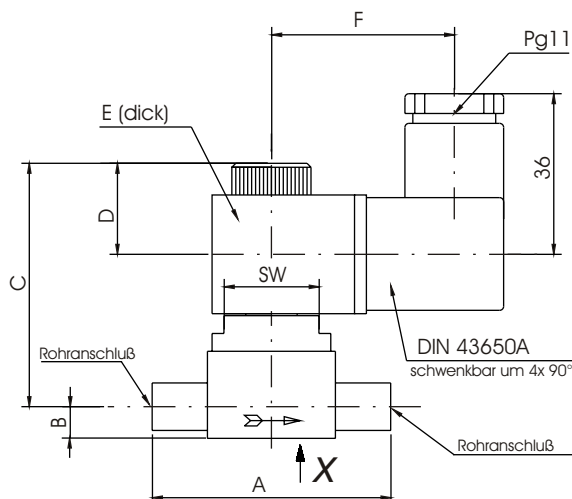 F
Pg11
E (dick)
36
D
C
SW
DIN 43650A
schwenkbar um 4x 90°
Rohranschluß
B
Rohranschluß
X
A